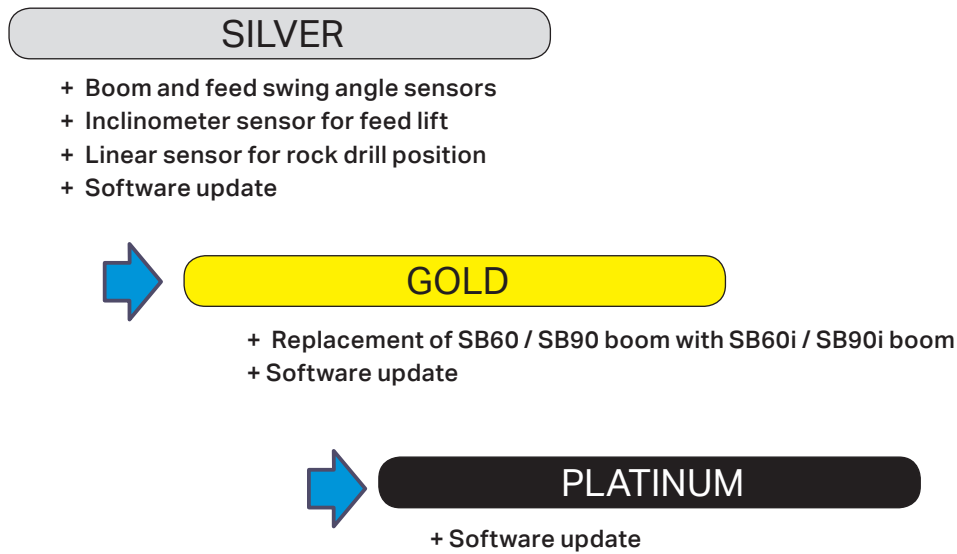 SILVER
+ Boom and feed swing angle sensors
+ Inclinometer sensor for feed lift
+ Linear sensor for rock drill position
+ Software update
GOLD
+ Replacement of SB60 / SB90 boom with SB60i / SB90i boom
+ Software update
PLATINUM
+ Software update